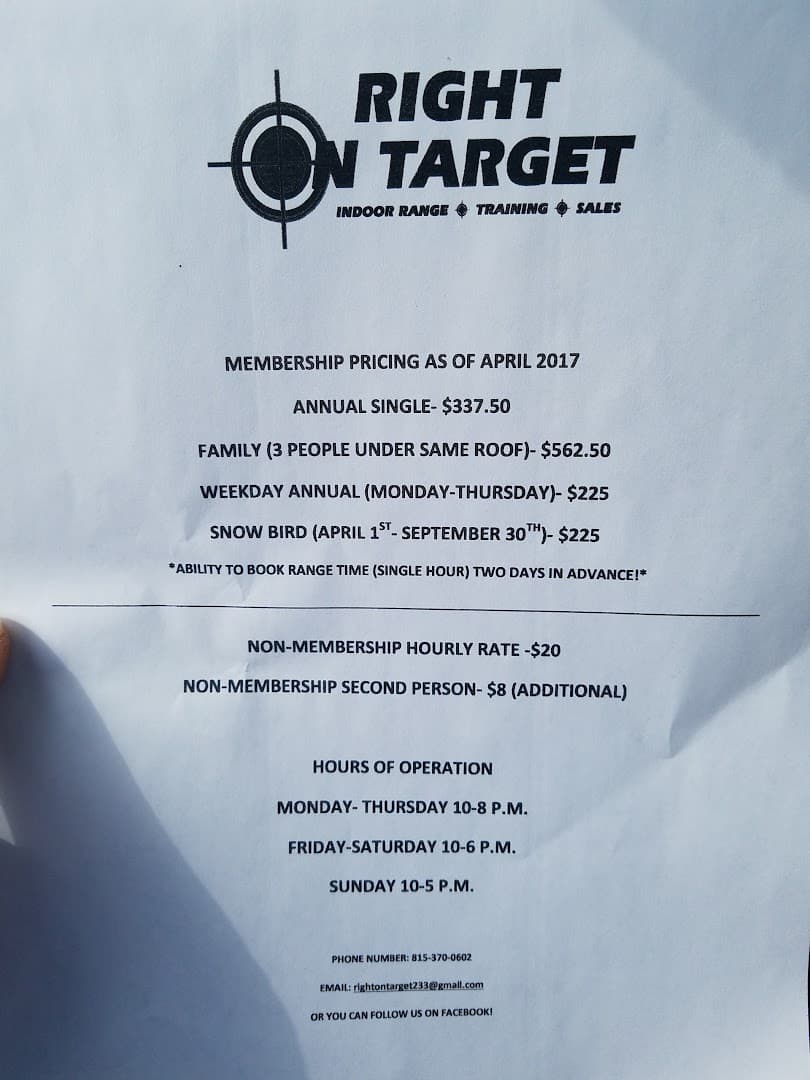 RIGHT
ON TARGET
INDOOR RANGE TRAINING SALES
MEMBERSHIP PRICING AS OF APRIL 2017
ANNUAL SINGLE- $337.50
FAMILY (3 PEOPLE UNDER SAME ROOF)- $562.50
WEEKDAY ANNUAL (MONDAY-THURSDAY)- $225
SNOW BIRD (APRIL 1ST- SEPTEMBER 30TH)- $225
*ABILITY TO BOOK RANGE TIME (SINGLE HOUR) TWO DAYS IN ADVANCE!*
NON-MEMBERSHIP HOURLY RATE -$20
NON-MEMBERSHIP SECOND PERSON- $8 (ADDITIONAL)
HOURS OF OPERATION
MONDAY- THURSDAY 10-8 P.M.
FRIDAY-SATURDAY 10-6 P.M.
SUNDAY 10-5 P.M.
PHONE NUMBER: 815-370-0602
EMAIL: rightontarget233@gmail.com
OR YOU CAN FOLLOW US ON FACEBOOK!